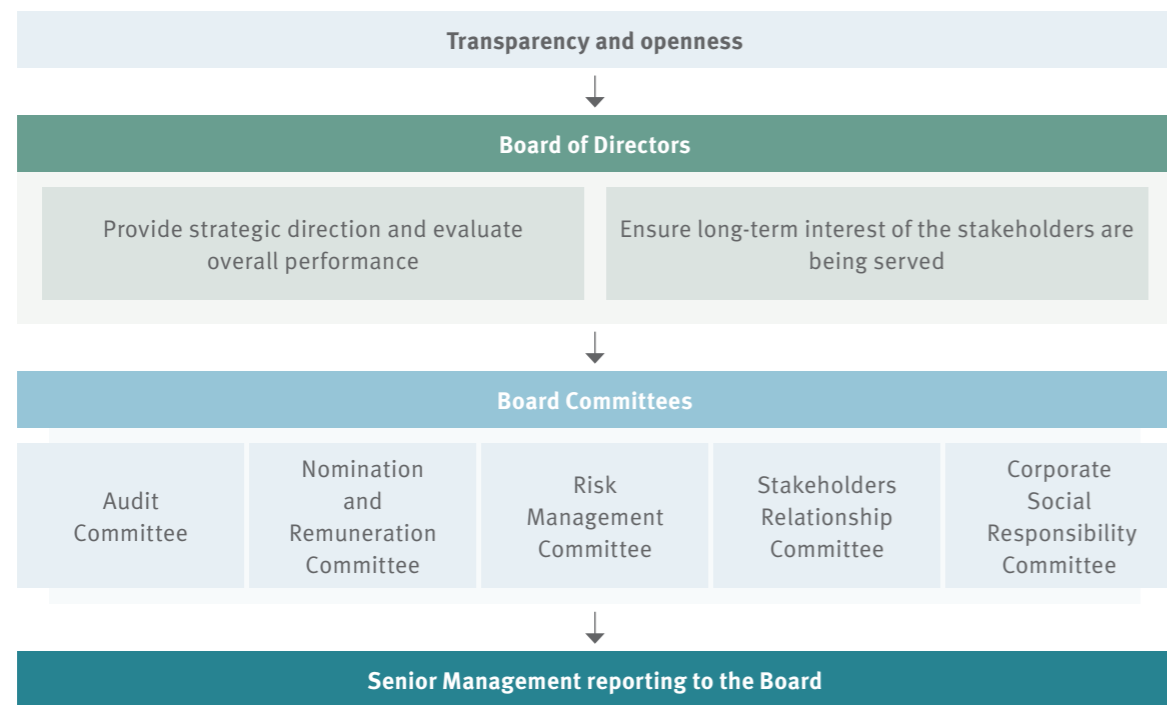 Transparency and openness
Board of Directors
Provide strategic direction and evaluate
overall performance
Ensure long-term interest of the stakeholders are
being served
Board Committees
Audit
Committee
Nomination
and
Remuneration
Committee
Risk
Management
Committee
Stakeholders
Relationship
Committee
Corporate
Social
Responsibility
Committee
Senior Management reporting to the Board